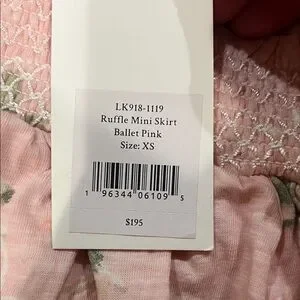 LK918-1119
Ruffle Mini Skirt
Ballet Pink
Size: XS
1 96344 06109 5
$195